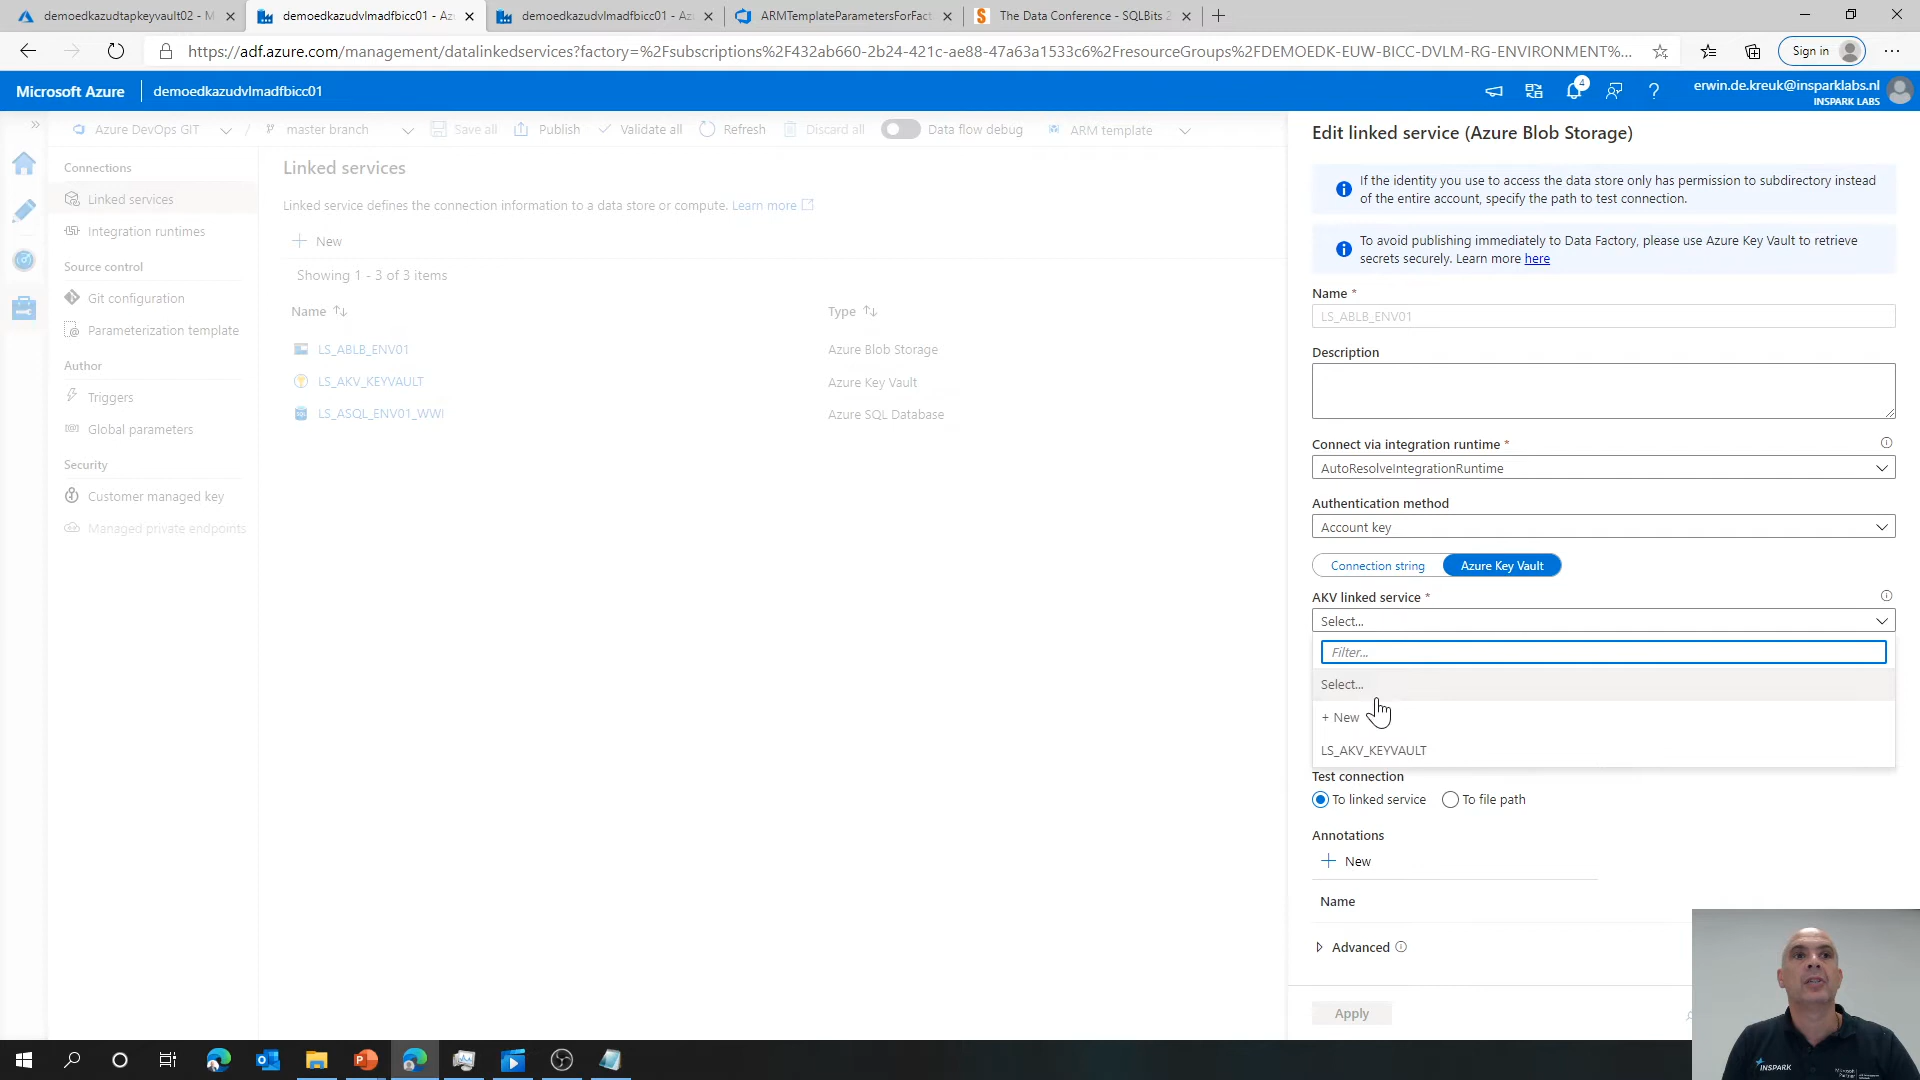 demoedkazudtapkeyvault02 - M
demoedkazudvlmadfbicc01 - Az
demoedkazudvlmadfbicc01 - Az
ARMTemplateParametersForFact
The Data Conference - SQLBits 2
https://adf.azure.com/management/datalinkedservices?factory=%2Fsubscriptions%2F432ab660-2b24-421c-ae88-47a63a1533c6%2FresourceGroups%2FDEMOEDK-EUW-BICC-DVLM-RG-ENVIRONMENT%...
Sign in
Microsoft Azure
demoedkazudvlmadfbicc01
4
erwin.de.kreuk@insparklabs.nl
INSPARK LABS
Azure DevOps GIT
/
master branch
Save all
Publish
Validate all
Refresh
Discard all
Data flow debug
ARM template
Connections
Linked services
Integration runtimes
Source control
Git configuration
Parameterization template
Author
Triggers
Global parameters
Security
Customer managed key
Managed private endpoints
Linked services
Linked service defines the connection information to a data store or compute. Learn more
+ New
Showing 1 - 3 of 3 items
Name
Type
LS_ABLB_ENV01
Azure Blob Storage
LS_AKV_KEYVAULT
Azure Key Vault
LS_ASQL_ENV01_WWI
Azure SQL Database
Edit linked service (Azure Blob Storage)
If the identity you use to access the data store only has permission to subdirectory instead
of the entire account, specify the path to test connection.
To avoid publishing immediately to Data Factory, please use Azure Key Vault to retrieve
secrets securely. Learn more here
Name *
LS_ABLB_ENV01
Description
Connect via integration runtime *
AutoResolveIntegrationRuntime
Authentication method
Account key
Connection string
Azure Key Vault
AKV linked service *
Select...
Filter...
Select...
+ New
LS_AKV_KEYVAULT
Test connection
To linked service
To file path
Annotations
+ New
Name
Advanced
Apply
INSPARK